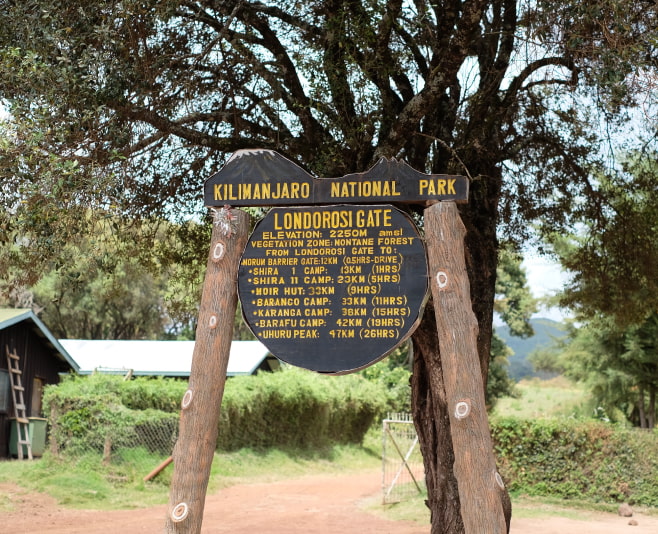 KILIMANJARO NATIONAL PARK
LONDOROSI GATE
ELEVATION: 2250M amsl
VEGETATION ZONE: MONTANE FOREST
FROM LONDOROSI GATE TO:
MORUM BARRIER GATE: 12KM (0.5HRS-DRIVE)
•SHIRA 1 CAMP: 13KM (1HRS)
•SHIRA 11 CAMP: 23KM (5HRS)
•MOIR HUT: 33KM (9HRS)
•BARANCO CAMP: 33KM (11HRS)
•KARANGA CAMP: 38KM (15HRS)
•BARAFU CAMP: 42KM (19HRS)
•UHURU PEAK: 47KM (26HRS)